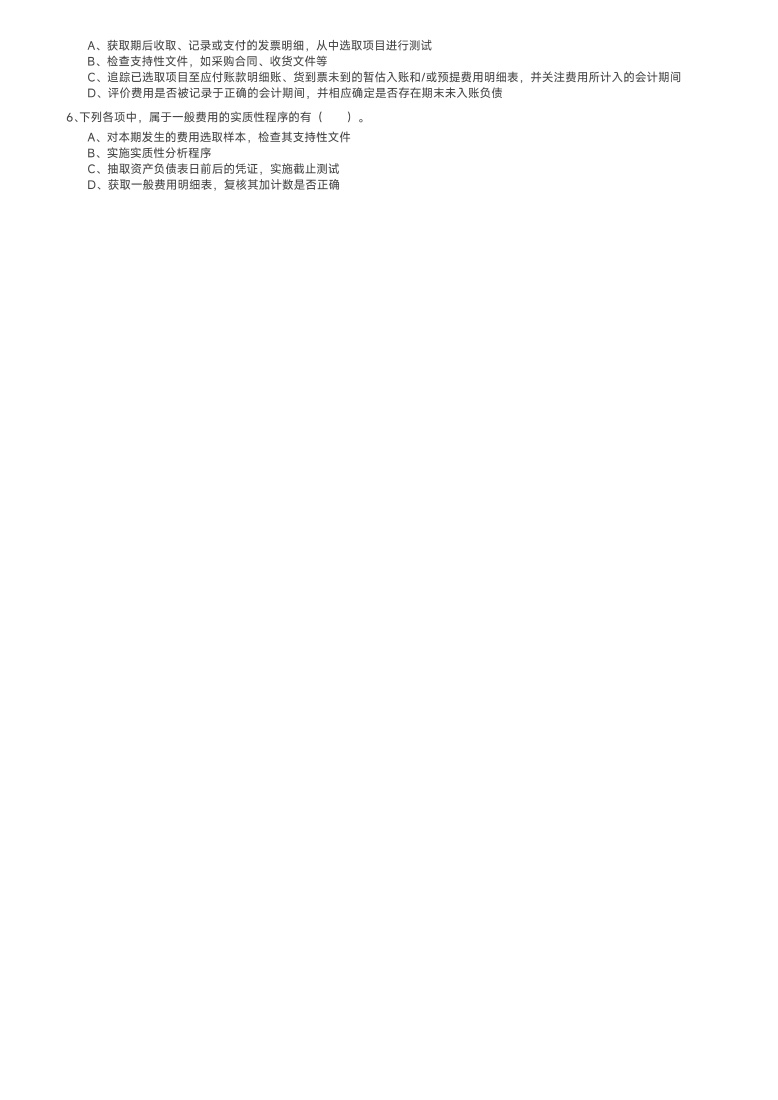 A、获取期后收取、记录或支付的发票明细，从中选取项目进行测试
B、检查支持性文件，如采购合同、收货文件等
C、追踪已选取项目至应付账款明细账、货到票未到的暂估入账和/或预提费用明细表，并关注费用所计入的会计期间
D、评价费用是否被记录于正确的会计期间，并相应确定是否存在期末未入账负债
6、下列各项中，属于一般费用的实质性程序的有（　　）。
A、对本期发生的费用选取样本，检查其支持性文件
B、实施实质性分析程序
C、抽取资产负债表日前后的凭证，实施截止测试
D、获取一般费用明细表，复核其加计数是否正确